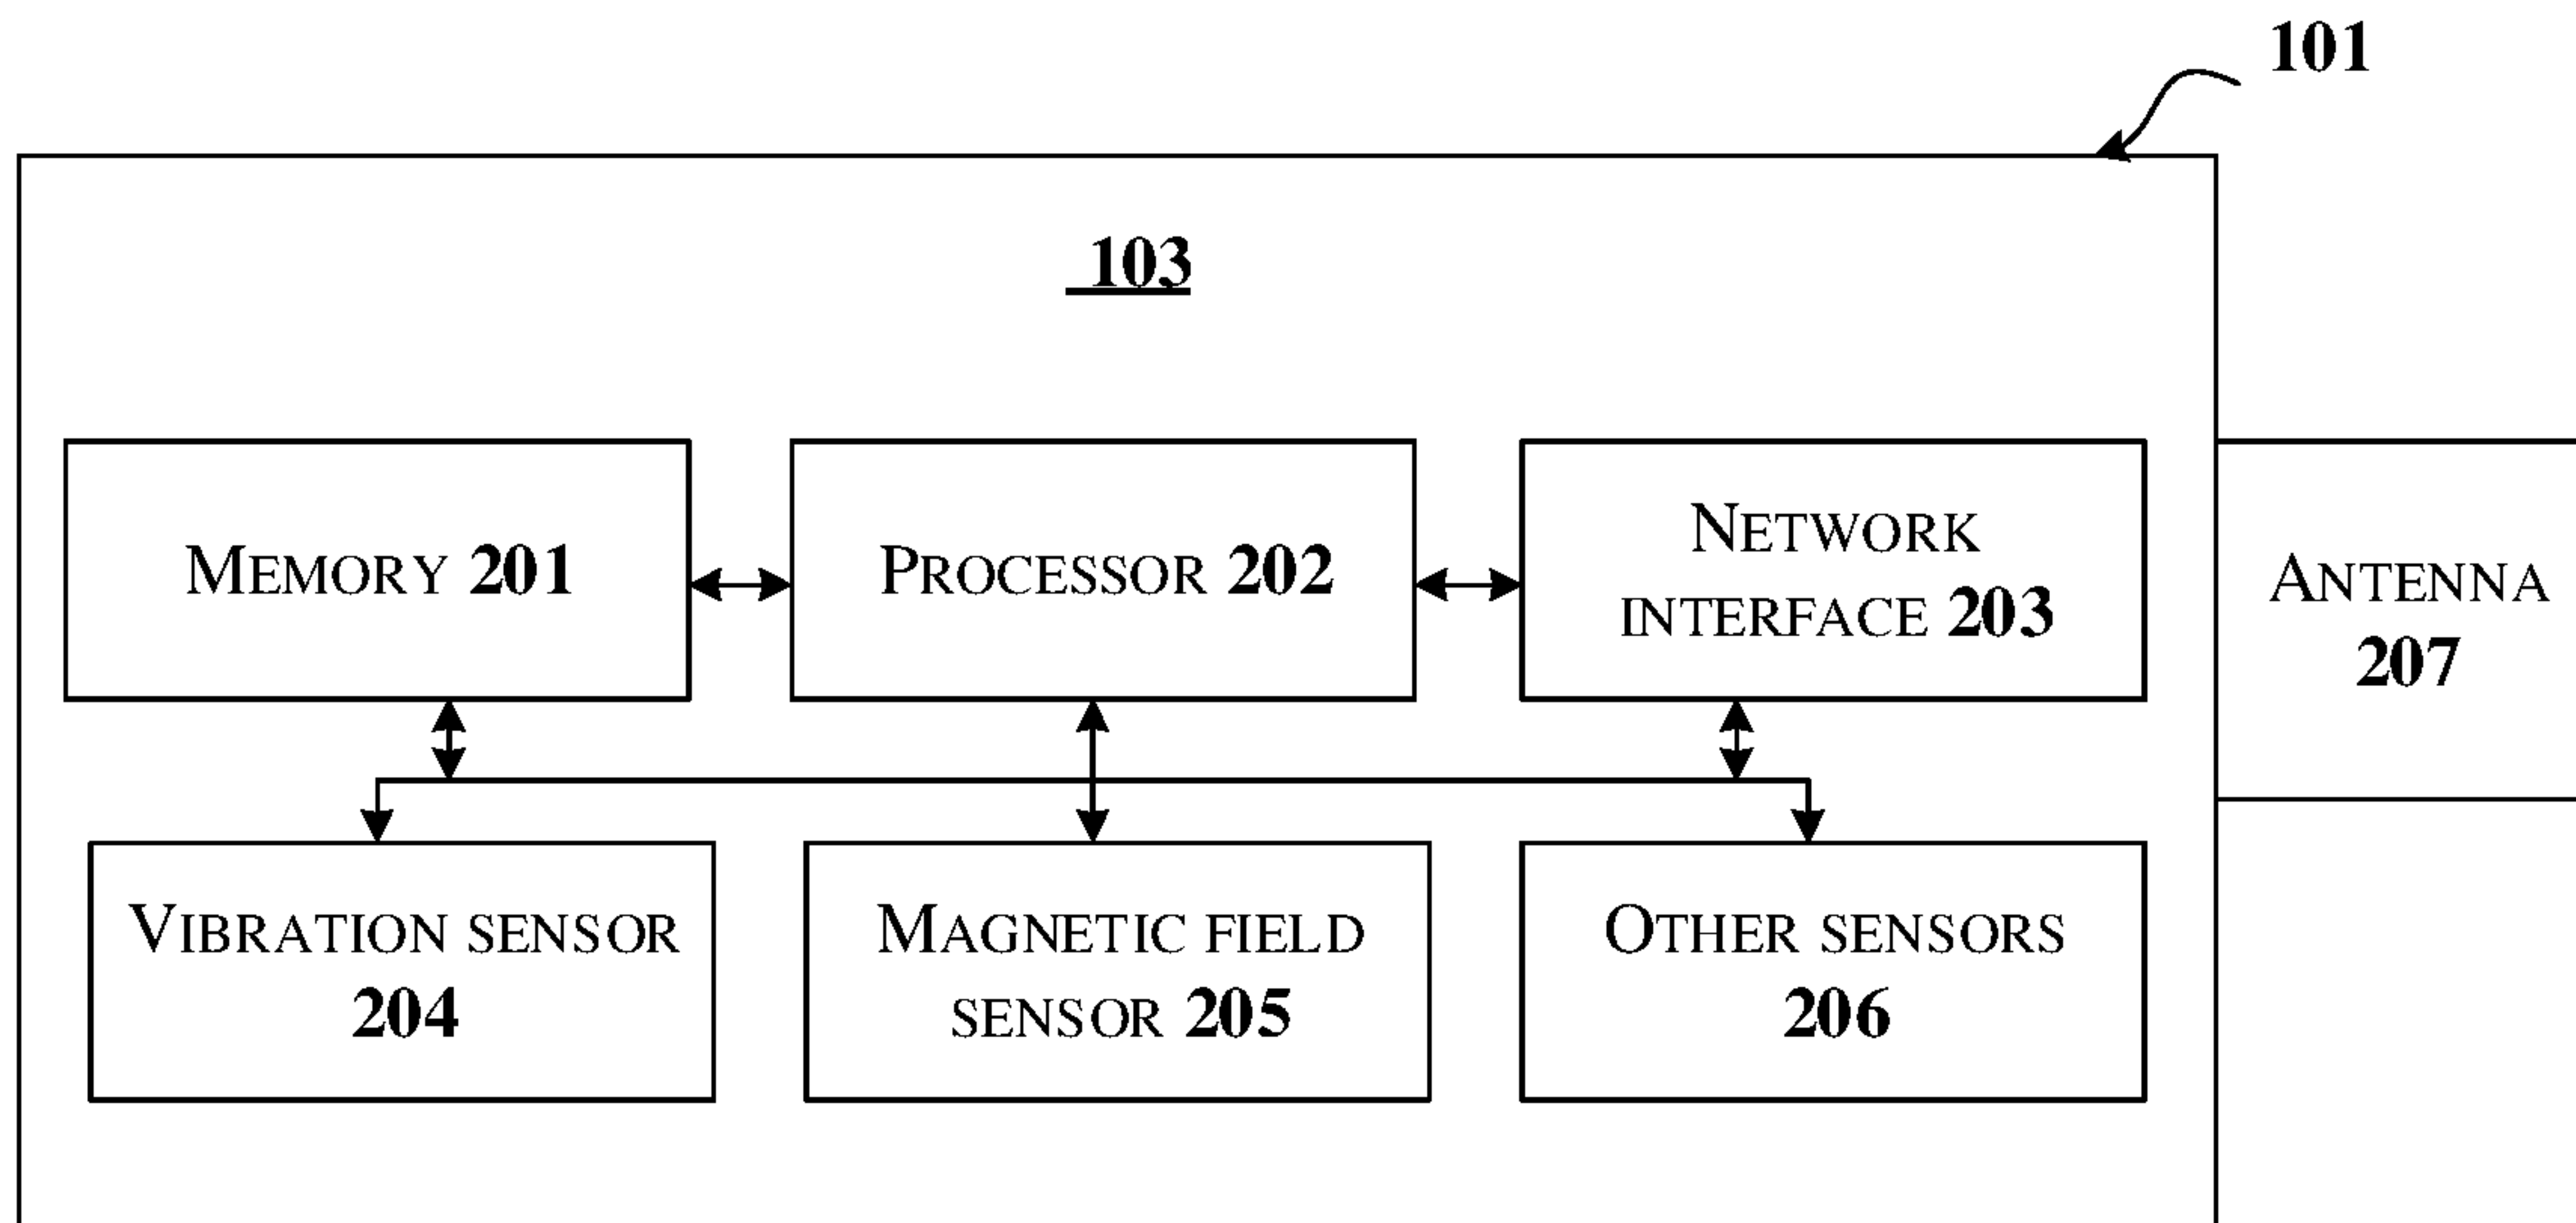 101
103
MEMORY 201
PROCESSOR 202
NETWORK
INTERFACE 203
ANTENNA
207
VIBRATION SENSOR
204
MAGNETIC FIELD
SENSOR 205
OTHER SENSORS
206